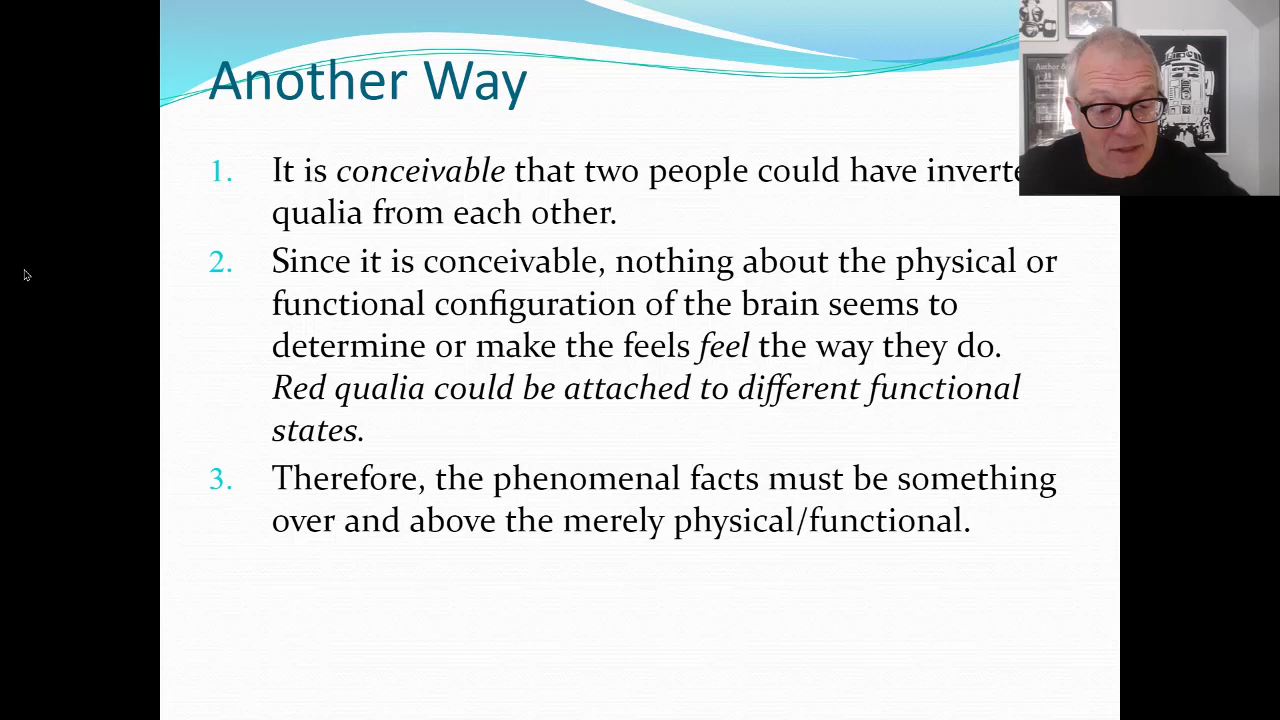 Another Way
1. It is conceivable that two people could have
qualia from each other.
2. Since it is conceivable, nothing about the physical or
functional configuration of the brain seems to
determine or make the feels feel the way they do.
Red qualia could be attached to different functional
states.
3. Therefore, the phenomenal facts must be something
over and above the merely physical/functional.
Author